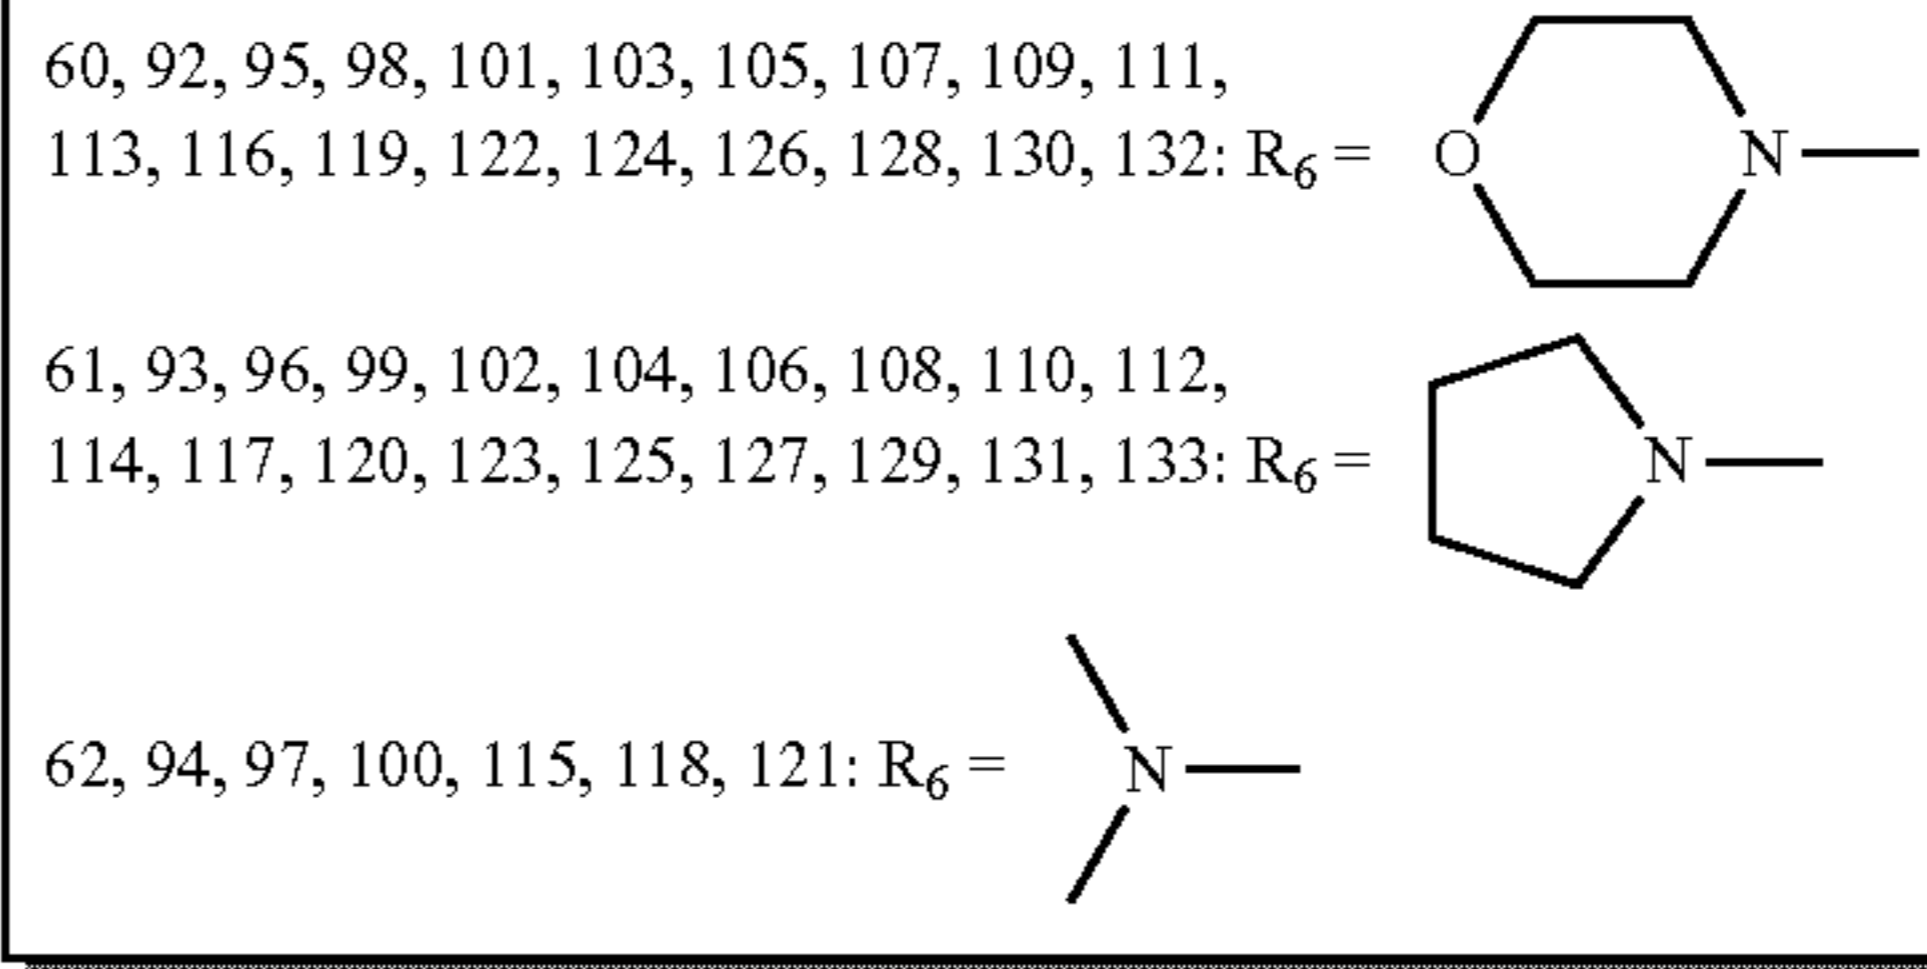 60, 92, 95, 98, 101, 103, 105, 107, 109, 111,
113, 116, 119, 122, 124, 126, 128, 130, 132: R6 = O N
61, 93, 96, 99, 102, 104, 106, 108, 110, 112,
114, 117, 120, 123, 125, 127, 129, 131, 133: R6 = N
62, 94, 97, 100, 115, 118, 121: R6 = N